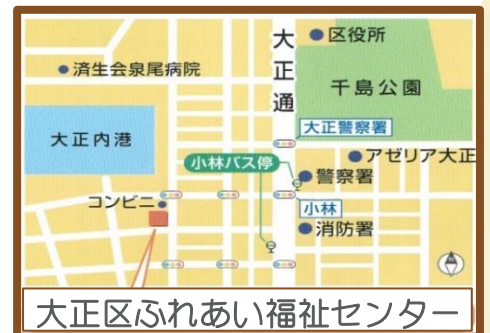 大正通
区役所
済生会泉尾病院
千島公園
大正内港
大正警察署
小林バス停
アゼリア大正
警察署
コンビニ
小林
消防署
大正区ふれあい福祉センター